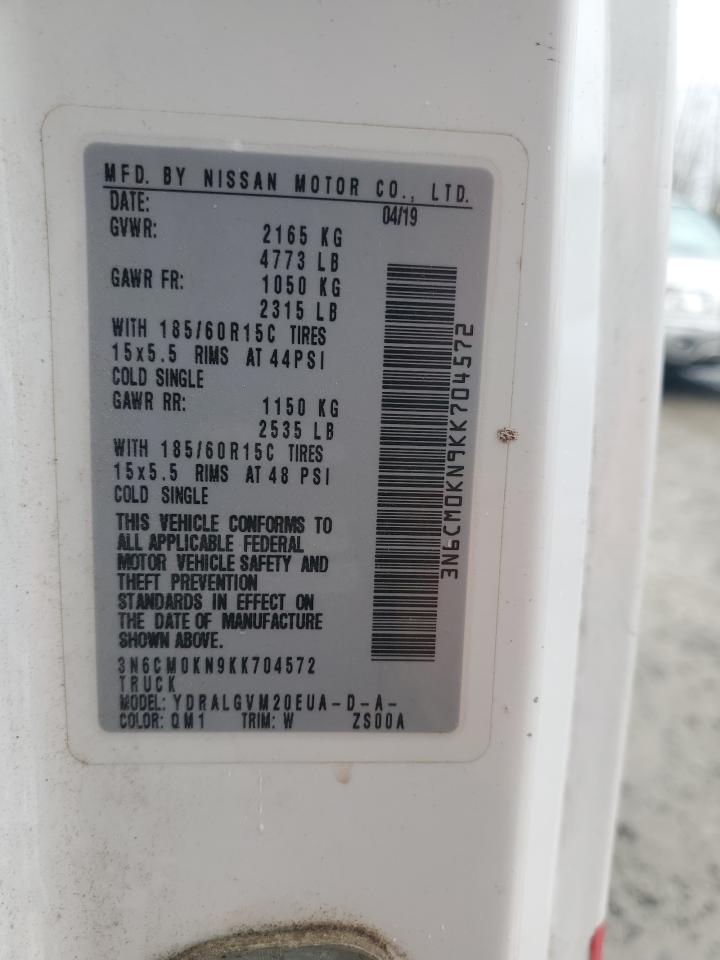 MFD. BY NISSAN MOTOR CO., LTD.
DATE: 04/19
GVWR: 2165 KG
4773 LB
GAWR FR: 1050 KG
2315 LB
WITH 185/60R15C TIRES
15x5.5 RIMS AT 44PSI
COLD SINGLE
GAWR RR: 1150 KG
2535 LB
WITH 185/60R15C TIRES
15x5.5 RIMS AT 48 PSI
COLD SINGLE
THIS VEHICLE CONFORMS TO
ALL APPLICABLE FEDERAL
MOTOR VEHICLE SAFETY AND
THEFT PREVENTION
STANDARDS IN EFFECT ON
THE DATE OF MANUFACTURE
SHOWN ABOVE.
3N6CM0KN9KK704572
TRUCK
MODEL: YDRALGVM20EUA-D-A-
COLOR: QM1 TRIM: W ZS00A
3N6CM0KN9KK704572